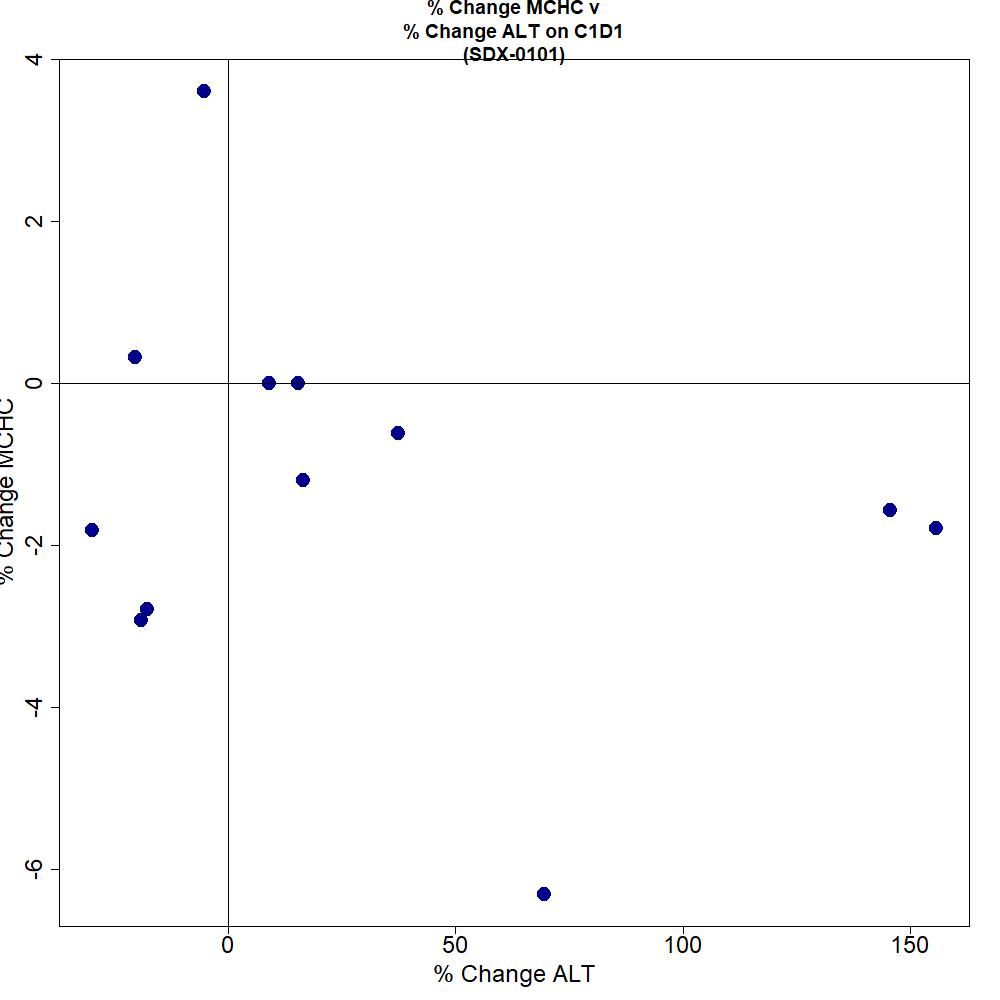 % Change MCHC v
% Change ALT on C1D1
(SDX-0101)
4
2
0
-2
-4
-6
% Change MCHC
0
50
100
150
% Change ALT